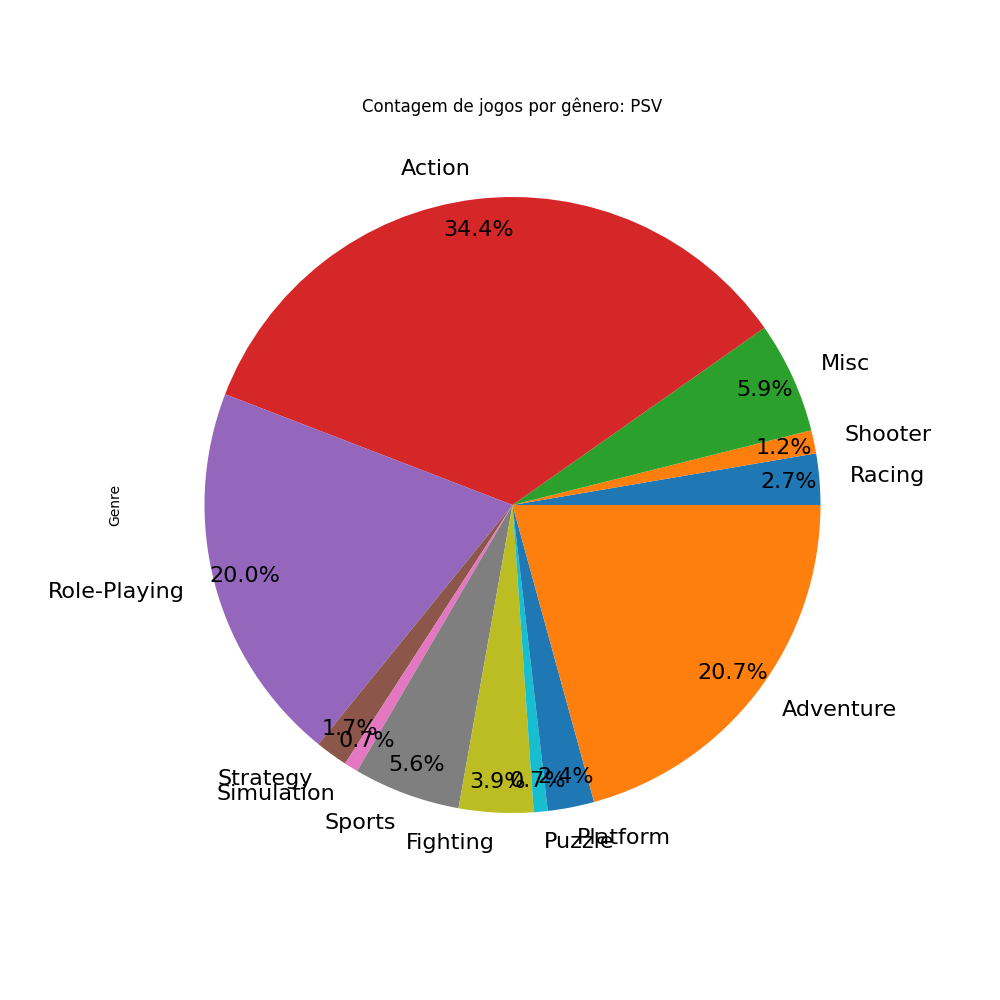 Contagem de jogos por gênero: PSV
Action
34.4%
Misc
5.9%
Shooter
1.2%
Racing
2.7%
Genre
Role-Playing
20.0%
20.7%
Adventure
1.7%
0.7%
5.6%
3.9%
0.7%
2.4%
Strategy
Simulation
Sports
Fighting
Puzzle
Platform